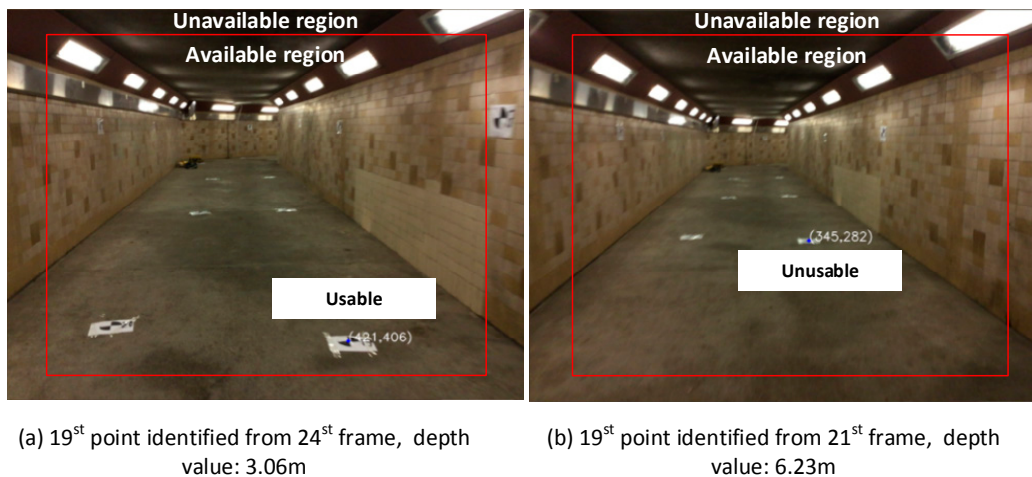 Unavailable region
Available region
Usable
(421,406)
(a) 19st point identified from 24st frame, depth
value: 3.06m
Unavailable region
Available region
(345,282)
Unusable
(b) 19st point identified from 21st frame, depth
value: 6.23m